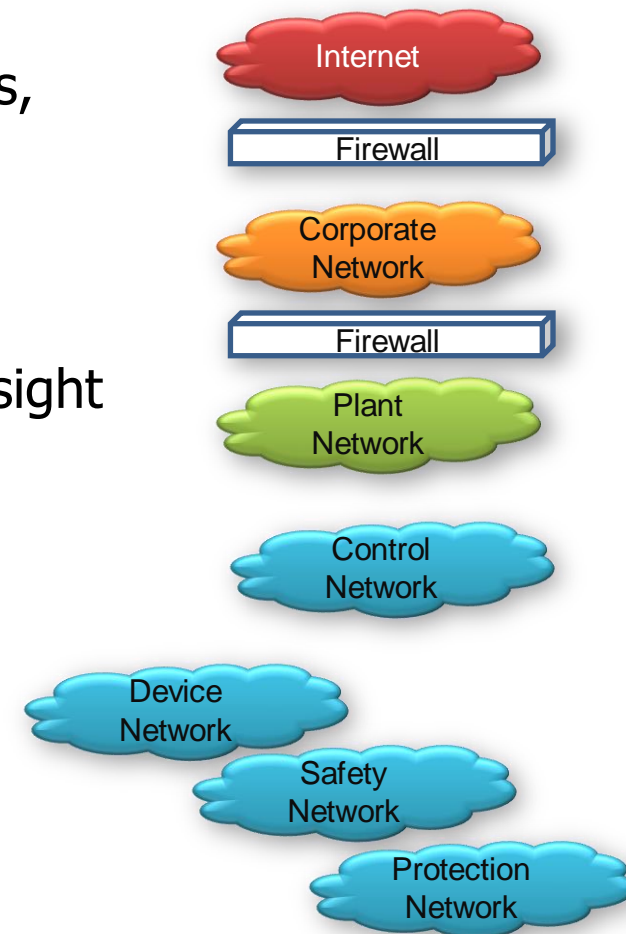 s,
sight
Internet
Firewall
Corporate
Network
Firewall
Plant
Network
Control
Network
Device
Network
Safety
Network
Protection
Network